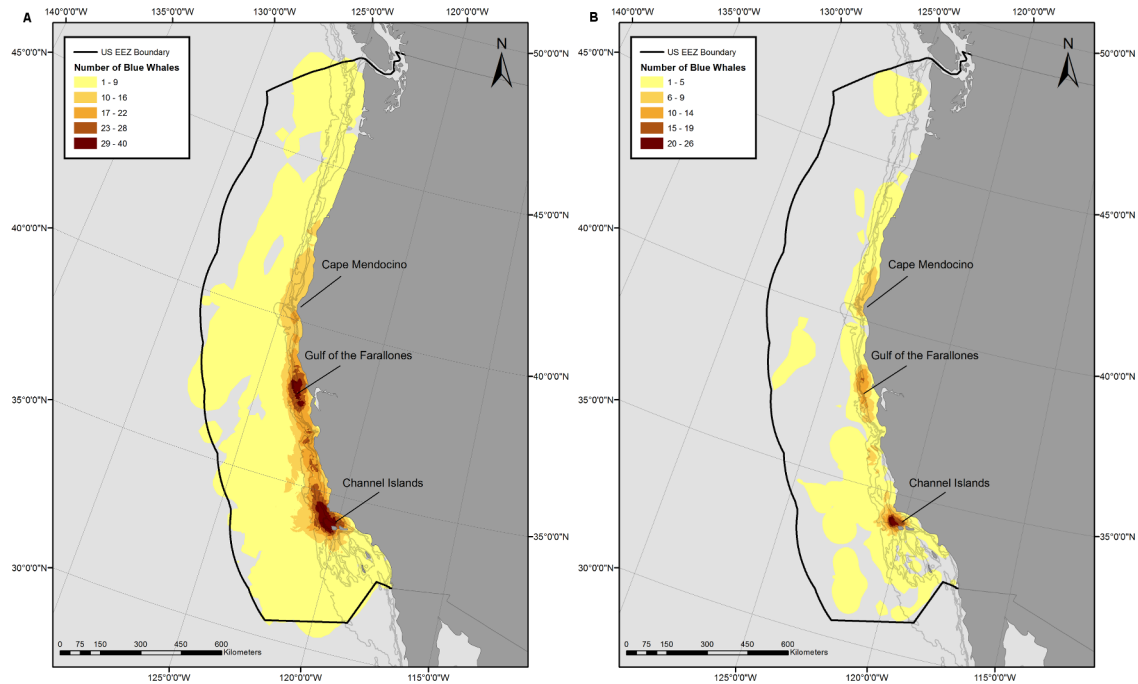 A
140°0'0"W
135°0'0"W
130°0'0"W
125°0'0"W
120°0'0"W
45°0'0"N
50°0'0"N
US EEZ Boundary
Number of Blue Whales
1 - 9
10 - 16
17 - 22
23 - 28
29 - 40
N
45°0'0"N
40°0'0"N
Cape Mendocino
Gulf of the Farallones
40°0'0"N
35°0'0"N
Channel Islands
35°0'0"N
30°0'0"N
0 75 150 300 450 600
Kilometers
125°0'0"W
120°0'0"W
115°0'0"W
B
140°0'0"W
135°0'0"W
130°0'0"W
125°0'0"W
120°0'0"W
45°0'0"N
50°0'0"N
US EEZ Boundary
Number of Blue Whales
1 - 5
6 - 9
10 - 14
15 - 19
20 - 26
N
45°0'0"N
40°0'0"N
Cape Mendocino
Gulf of the Farallones
40°0'0"N
35°0'0"N
Channel Islands
35°0'0"N
30°0'0"N
0 75 150 300 450 600
Kilometers
125°0'0"W
120°0'0"W
115°0'0"W